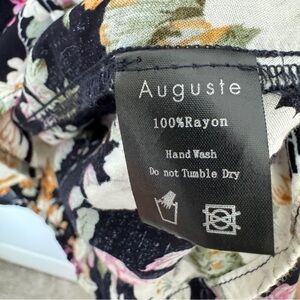 Auguste
100%Rayon
Hand Wash
Do not Tumble Dry